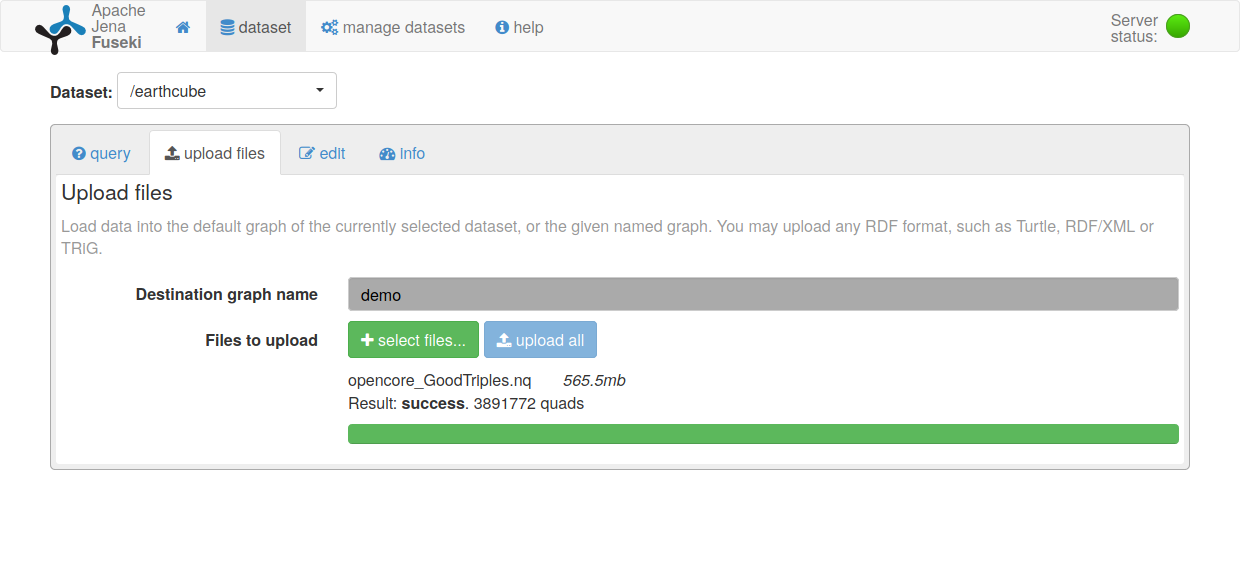 Apache
Jena
Fuseki
dataset
manage datasets
help
Server
status:
Dataset: /earthcube
query
upload files
edit
info
Upload files
Load data into the default graph of the currently selected dataset, or the given named graph. You may upload any RDF format, such as Turtle, RDF/XML or
TRiG.
Destination graph name demo
Files to upload select files... upload all
opencore_GoodTriples.nq 565.5mb
Result: success. 3891772 quads